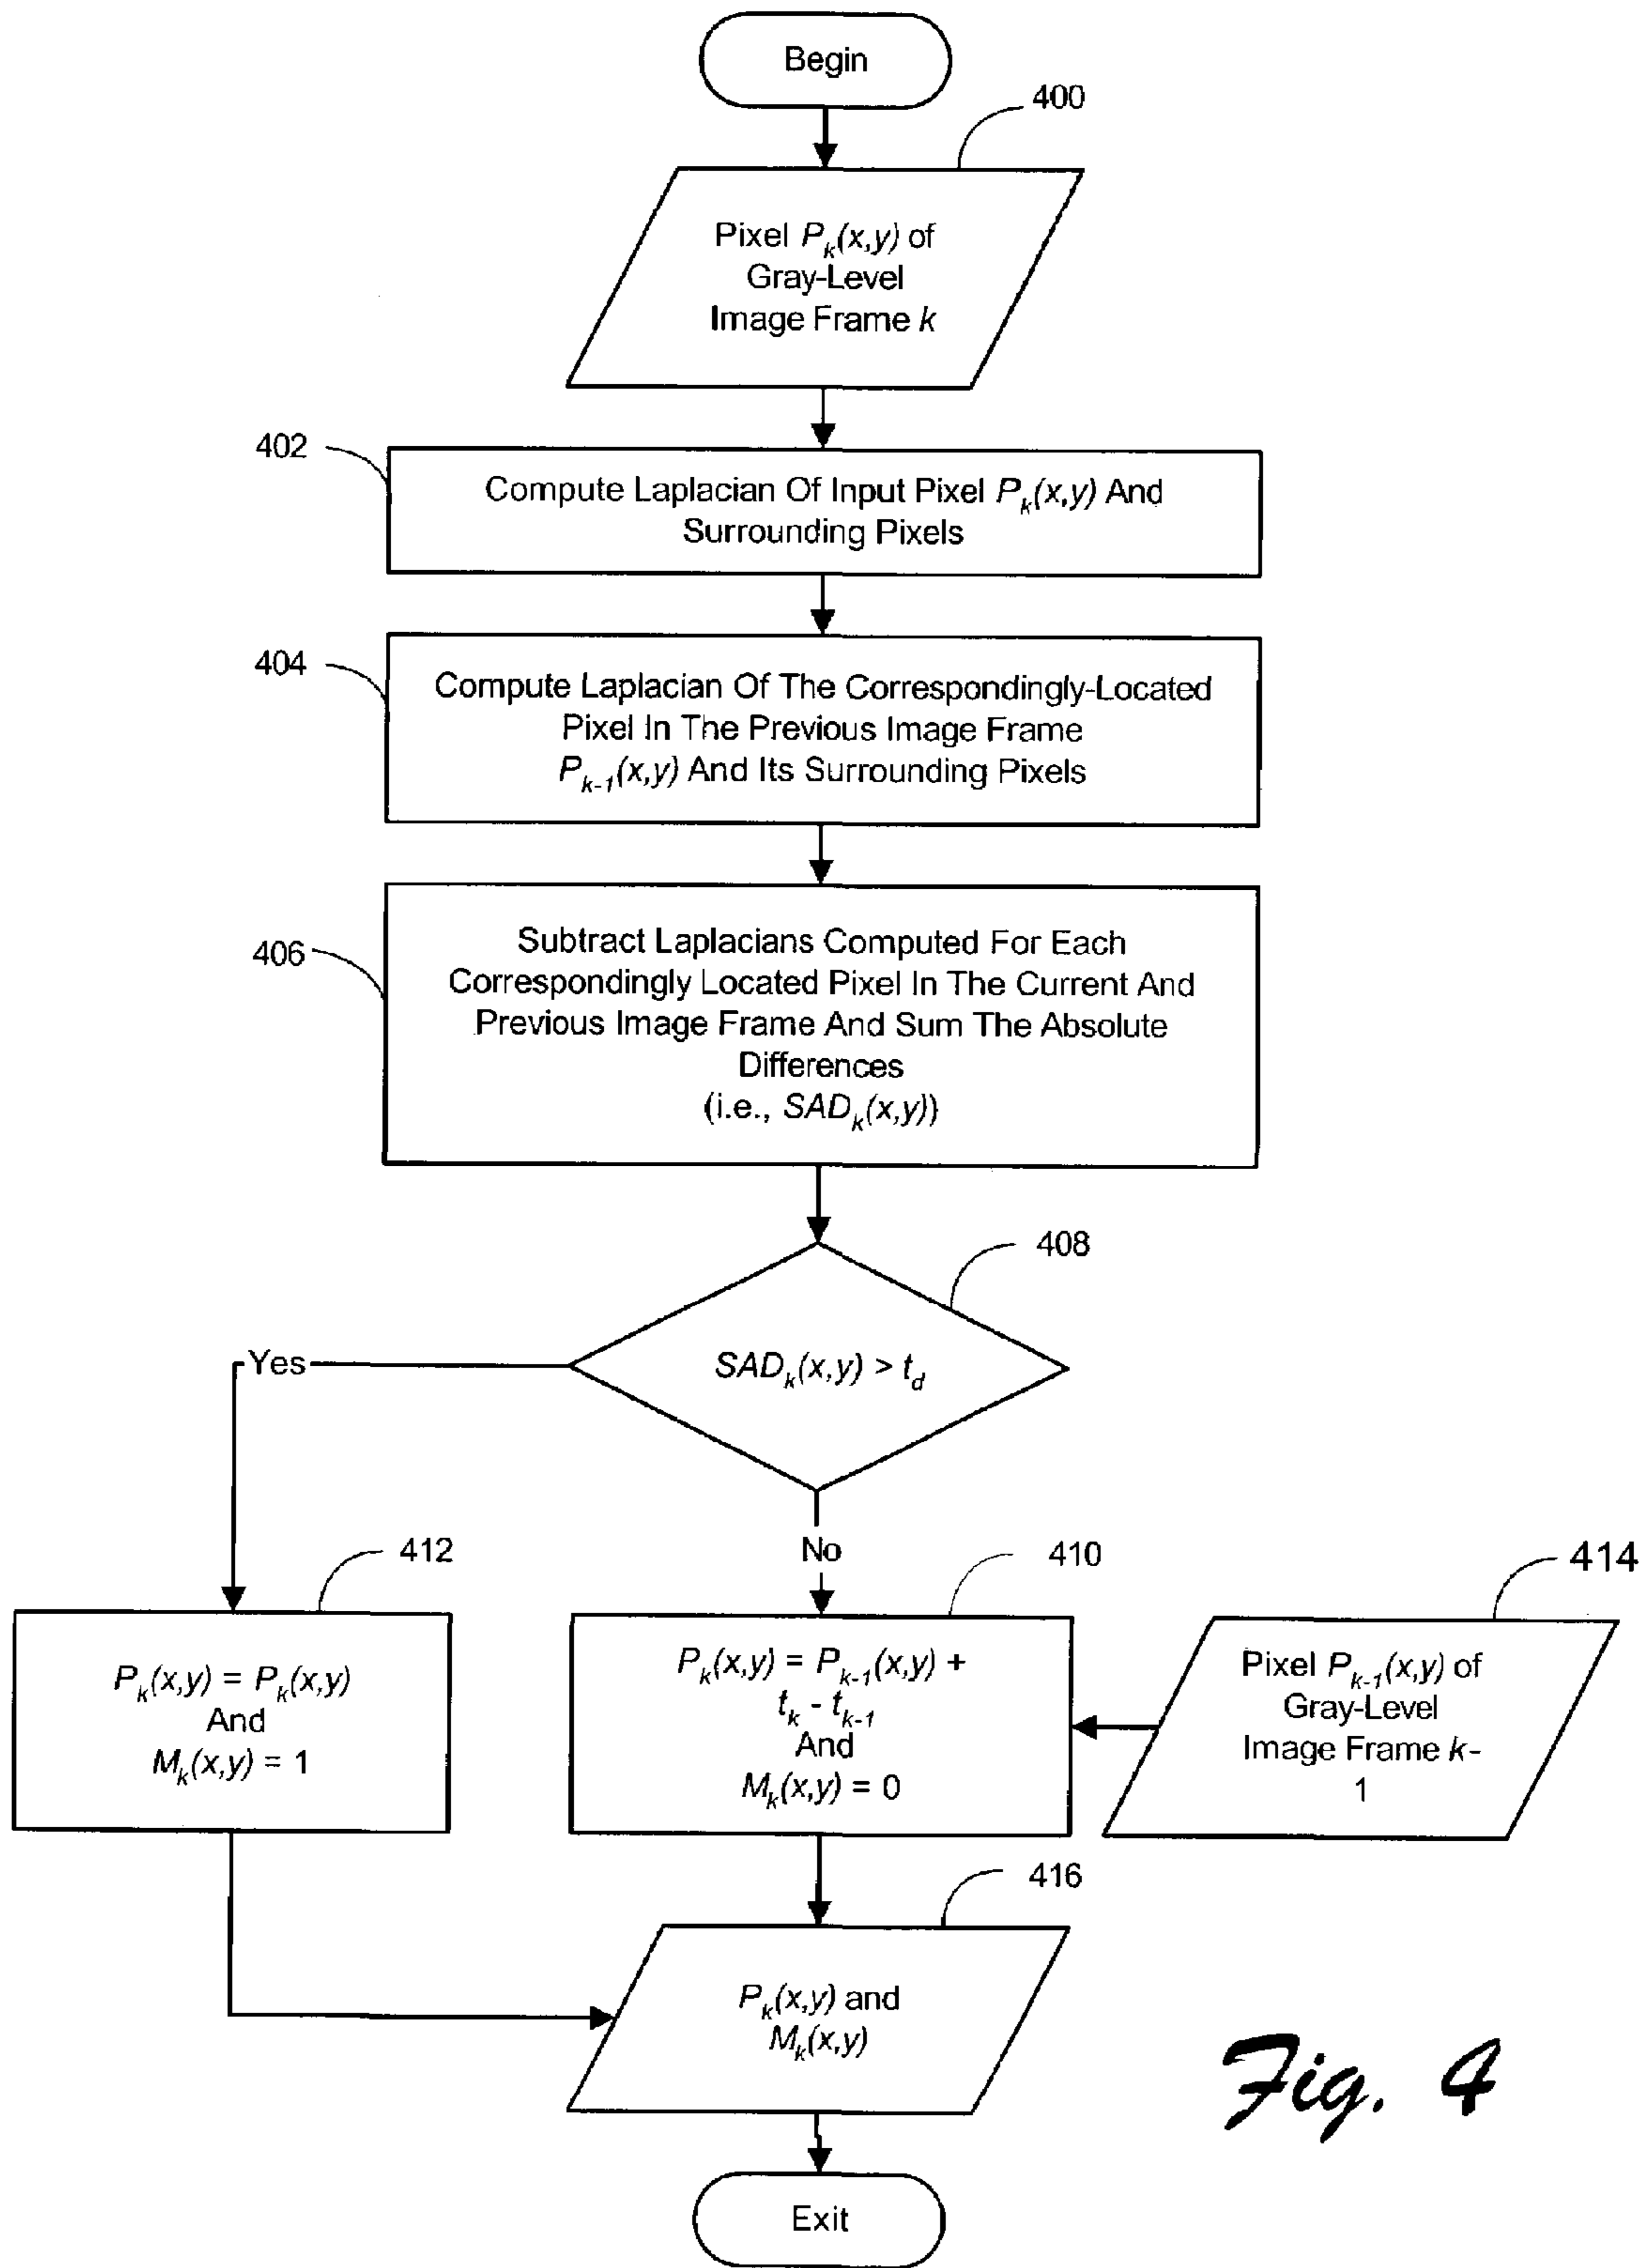 Begin
400
Pixel Pk(x,y) of
Gray-Level
Image Frame k
402
Compute Laplacian Of Input Pixel Pk(x,y) And
Surrounding Pixels
404
Compute Laplacian Of The Correspondingly-Located
Pixel In The Previous Image Frame
Pk-1(x,y) And Its Surrounding Pixels
406
Subtract Laplacians Computed For Each
Correspondingly Located Pixel In The Current And
Previous Image Frame And Sum The Absolute
Differences
(i.e., SADk(x,y))
408
SADk(x,y) > td
Yes
No
412
Pk(x,y) = Pk(x,y)
And
Mk(x,y) = 1
410
Pk(x,y) = Pk-1(x,y) +
tk - tk-1
And
Mk(x,y) = 0
414
Pixel Pk-1(x,y) of
Gray-Level
Image Frame k-
1
416
Pk(x,y) and
Mk(x,y)
Exit
Fig. 4